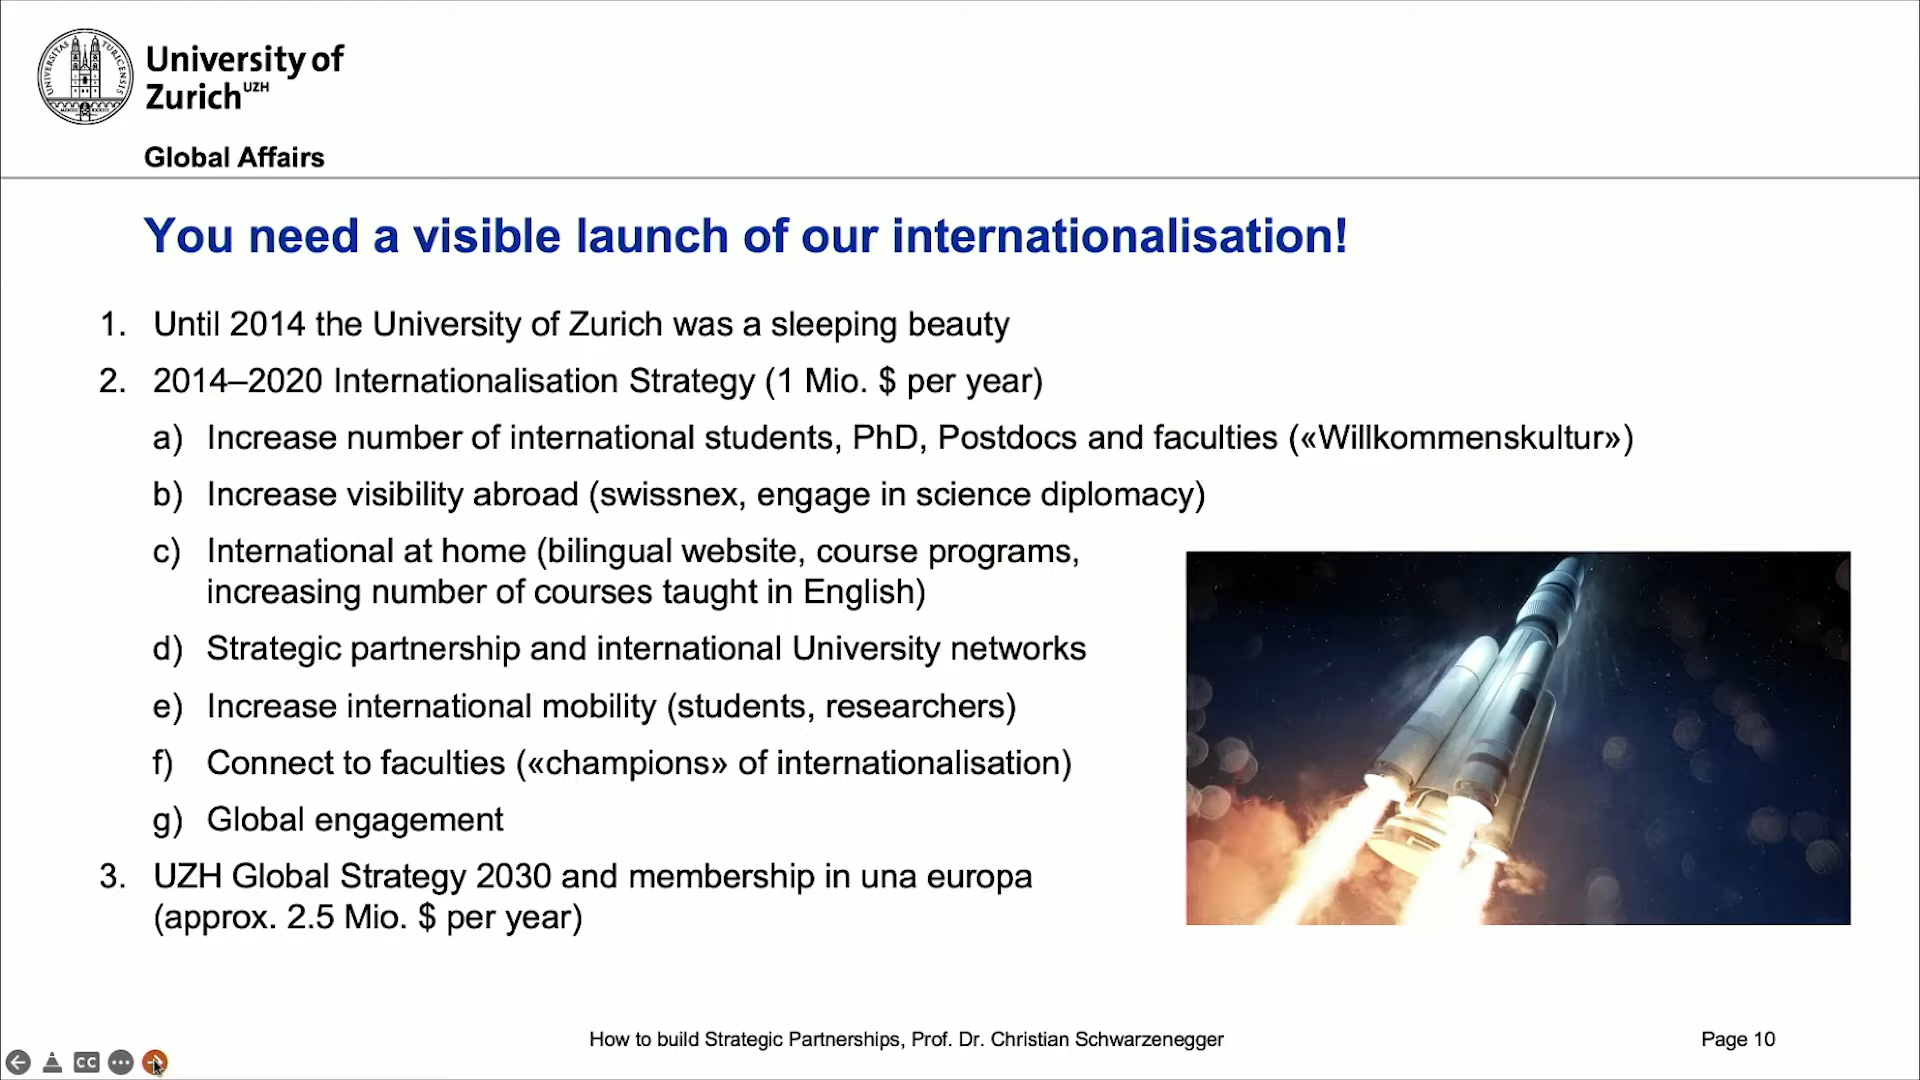 University of
Zurich UZH
Global Affairs
You need a visible launch of our internationalisation!
1. Until 2014 the University of Zurich was a sleeping beauty
2. 2014–2020 Internationalisation Strategy (1 Mio. $ per year)
a) Increase number of international students, PhD, Postdocs and faculties («Willkommenskultur»)
b) Increase visibility abroad (swissnex, engage in science diplomacy)
c) International at home (bilingual website, course programs,
increasing number of courses taught in English)
d) Strategic partnership and international University networks
e) Increase international mobility (students, researchers)
f) Connect to faculties («champions» of internationalisation)
g) Global engagement
3. UZH Global Strategy 2030 and membership in una europa
(approx. 2.5 Mio. $ per year)
How to build Strategic Partnerships, Prof. Dr. Christian Schwarzenegger
Page 10
CC